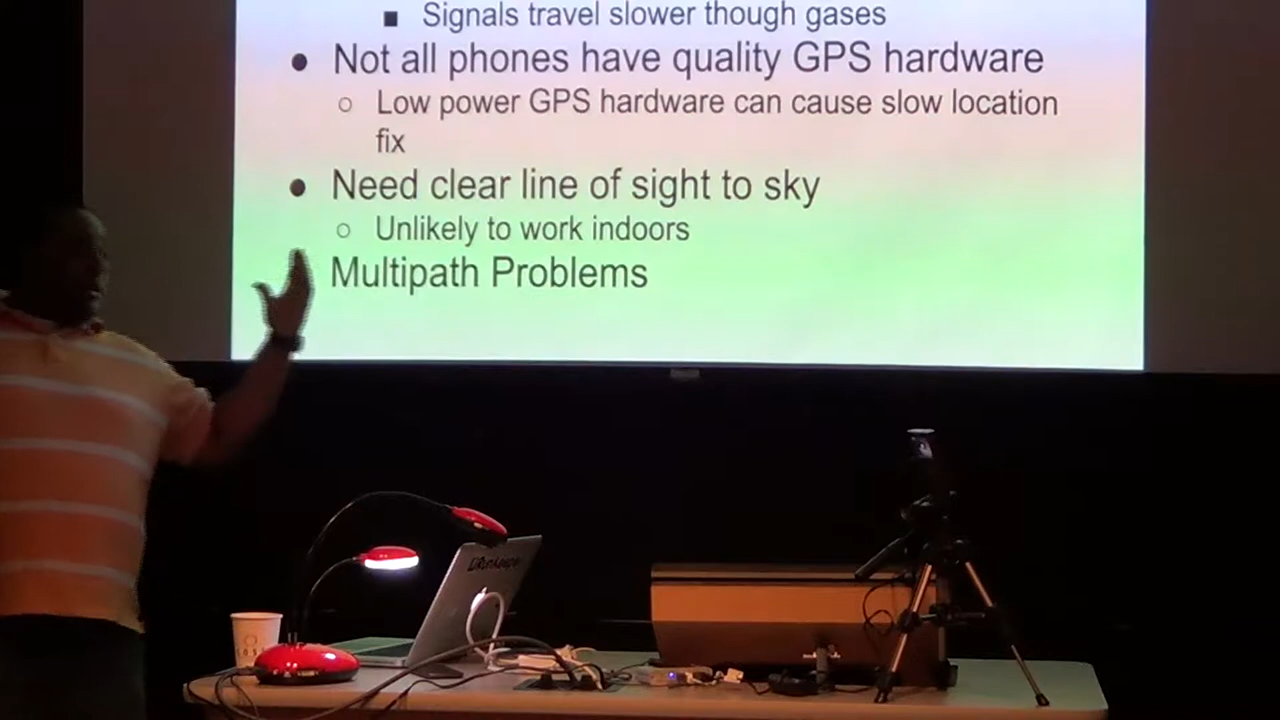 ■ Signals travel slower though gases
● Not all phones have quality GPS hardware
○ Low power GPS hardware can cause slow location
fix
● Need clear line of sight to sky
○ Unlikely to work indoors
Multipath Problems